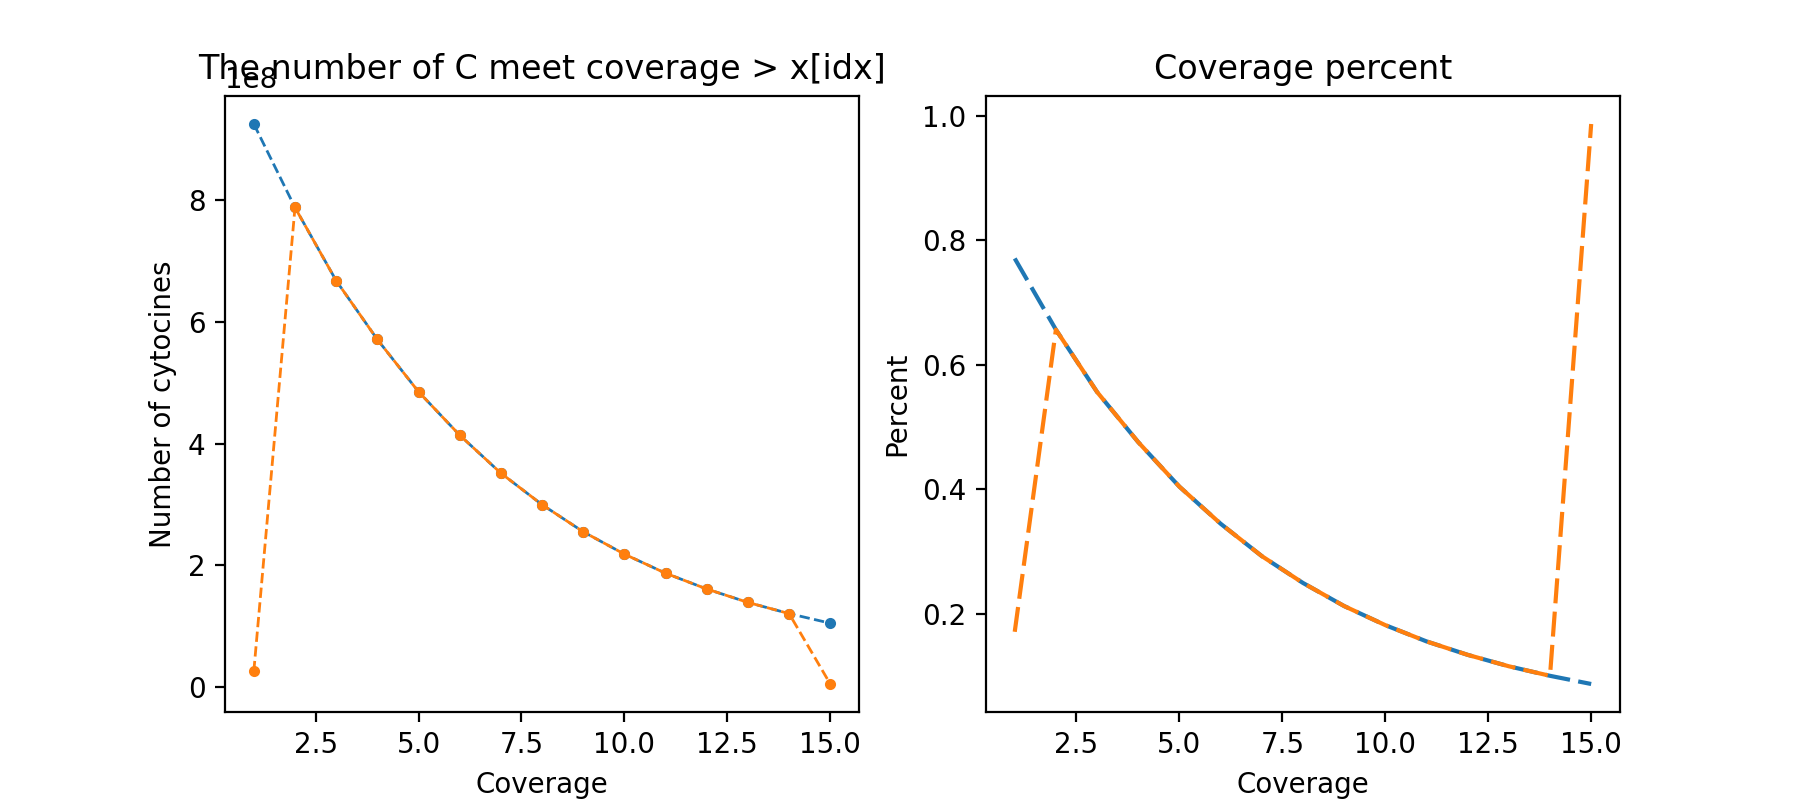 The number of C meet coverage > x[idx]
1e8
8
6
4
2
0
Number of cytocines
2.5 5.0 7.5 10.0 12.5 15.0
Coverage
Coverage percent
1.0
0.8
0.6
0.4
0.2
Percent
2.5 5.0 7.5 10.0 12.5 15.0
Coverage